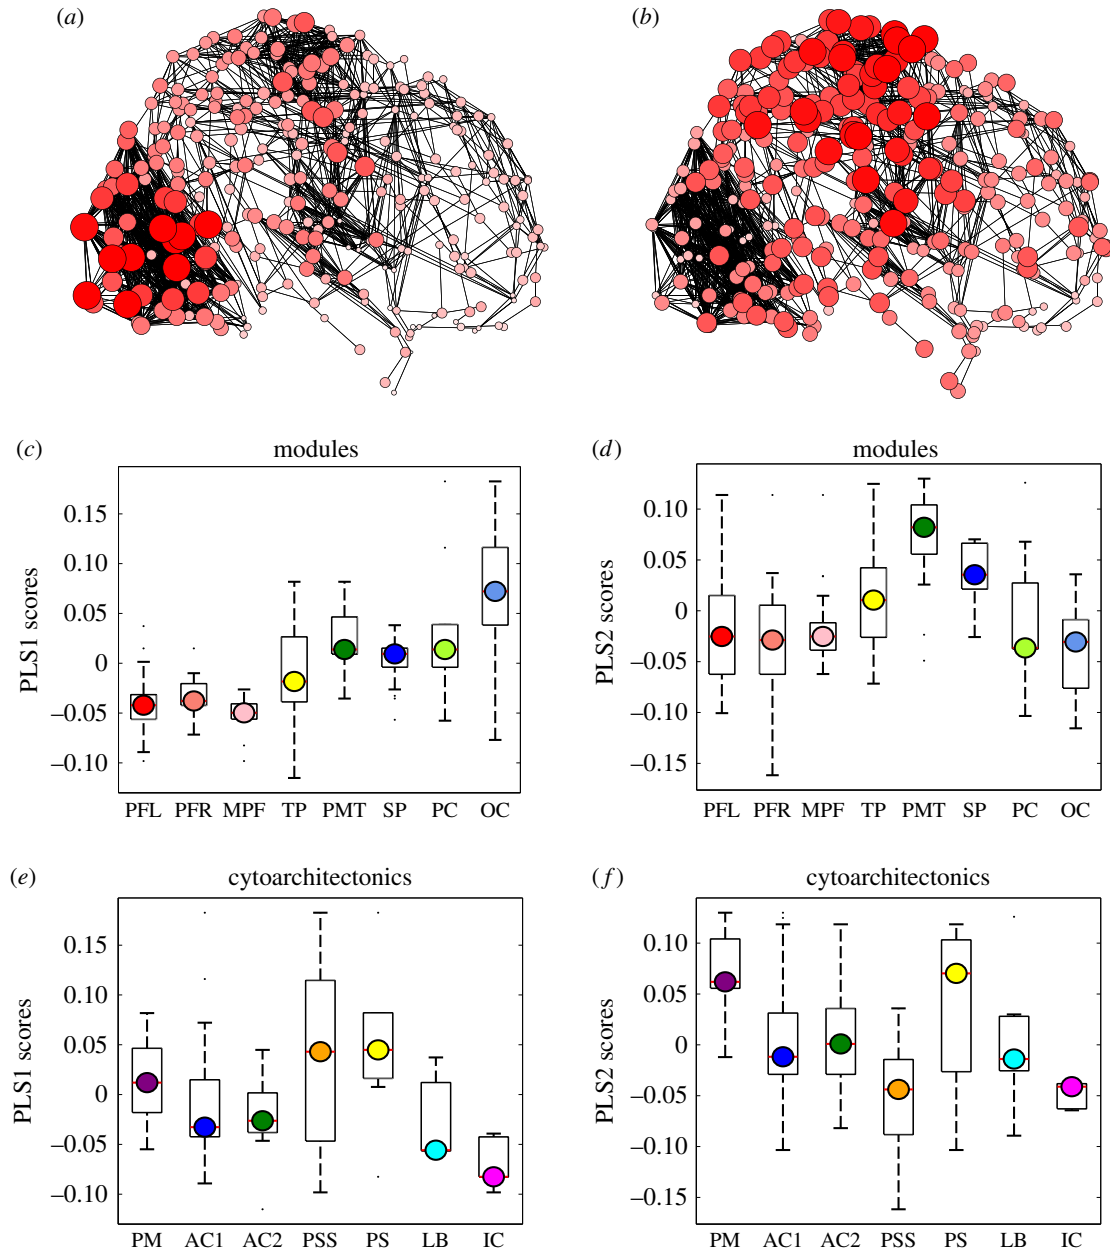 (a)
(b)
(c)
modules
0.15
0.10
0.05
0
–0.05
–0.10
PLS1 scores
PFL PFR MPF TP PMT SP PC OC
(d)
modules
0.10
0.05
0
–0.05
–0.10
–0.15
PLS2 scores
PFL PFR MPF TP PMT SP PC OC
(e)
cytoarchitectonics
0.15
0.10
0.05
0
–0.05
–0.10
PLS1 scores
PM AC1 AC2 PSS PS LB IC
(f)
cytoarchitectonics
0.10
0.05
0
–0.05
–0.10
–0.15
PLS2 scores
PM AC1 AC2 PSS PS LB IC